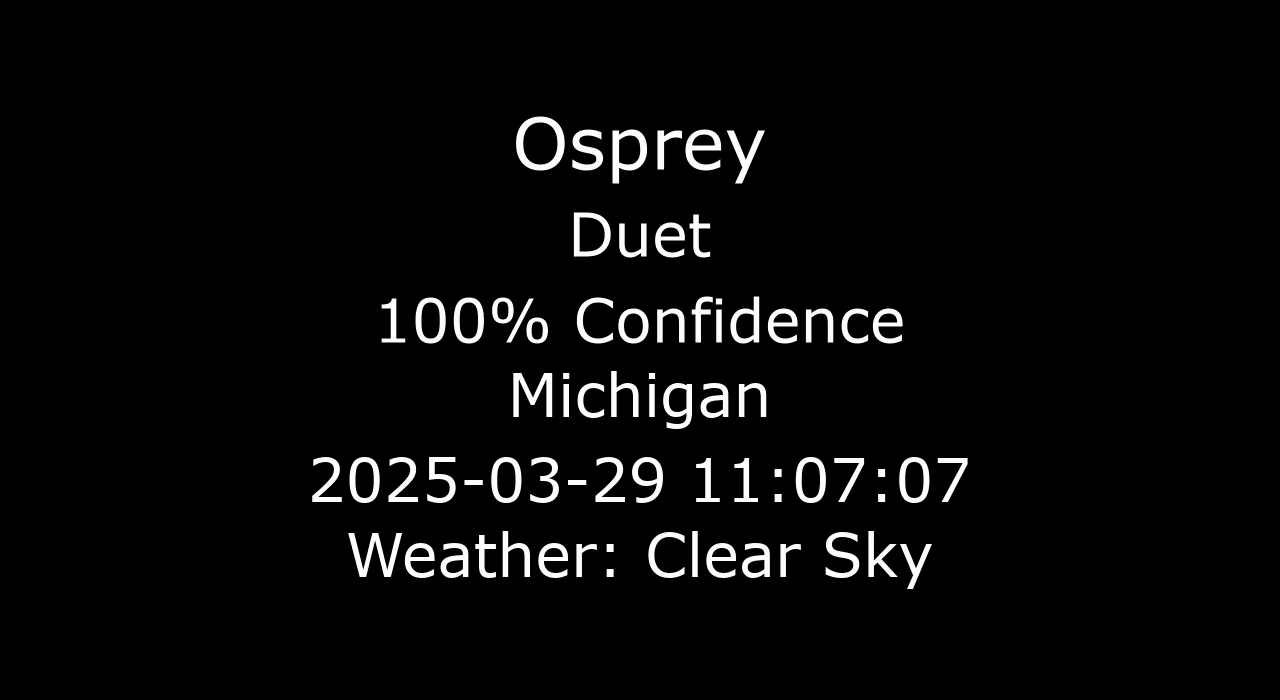 Osprey
Duet
100% Confidence
Michigan
2025-03-29 11:07:07
Weather: Clear Sky